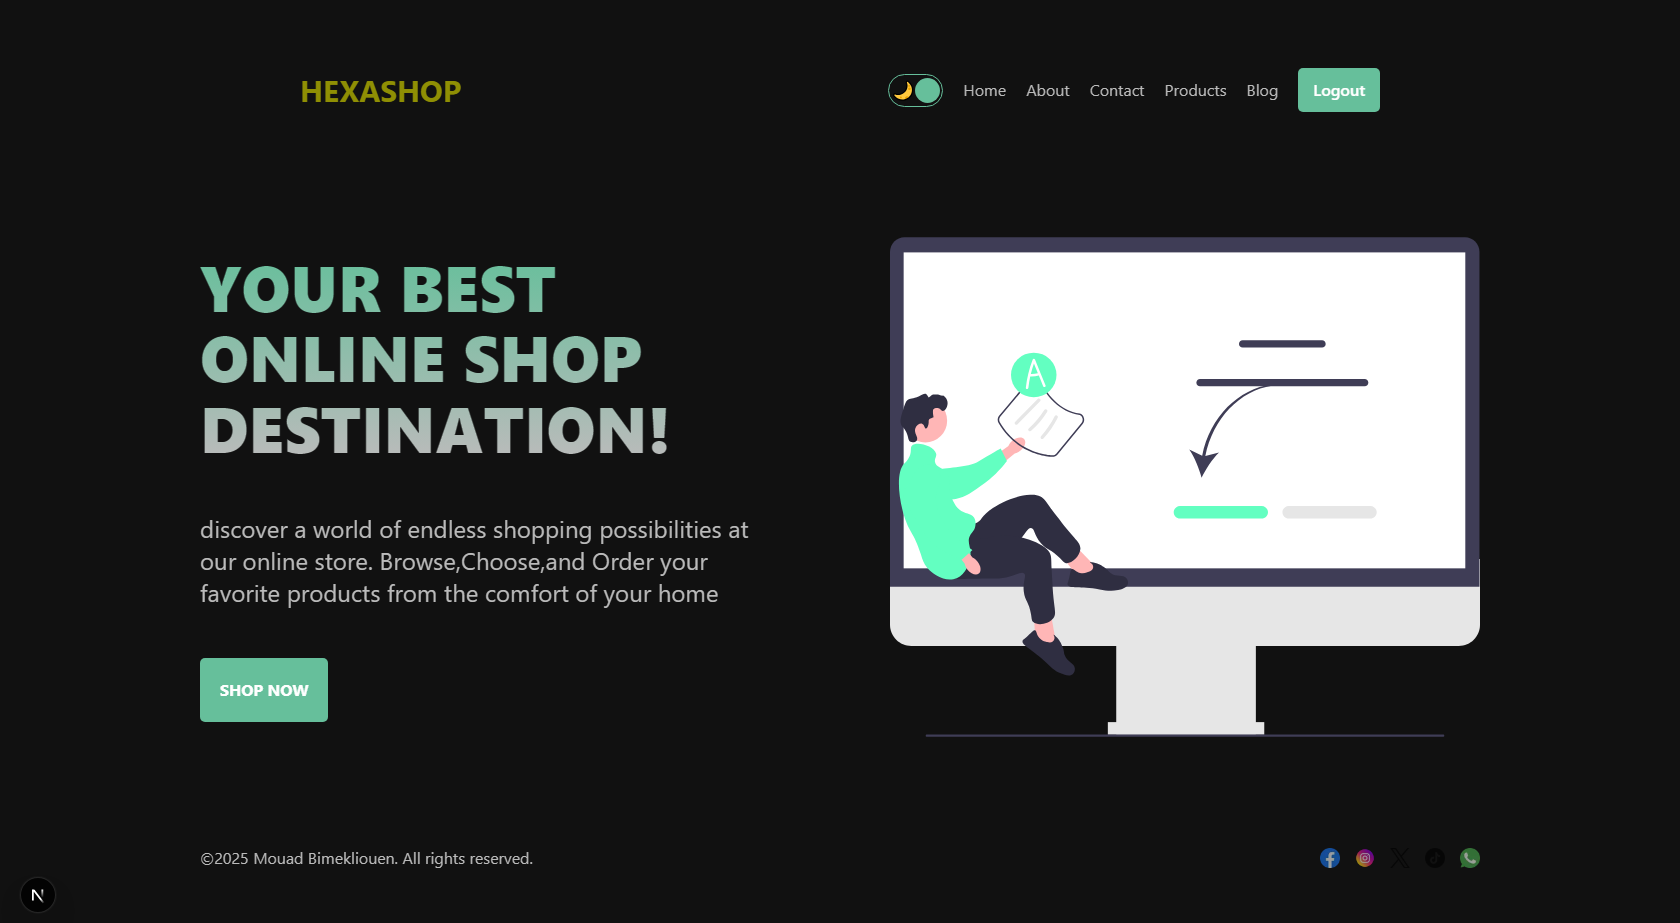 HEXASHOP
Home About Contact Products Blog Logout
YOUR BEST
ONLINE SHOP
DESTINATION!
A
discover a world of endless shopping possibilities at
our online store. Browse,Choose,and Order your
favorite products from the comfort of your home
SHOP NOW
©2025 Mouad Bimekliouen. All rights reserved.
N